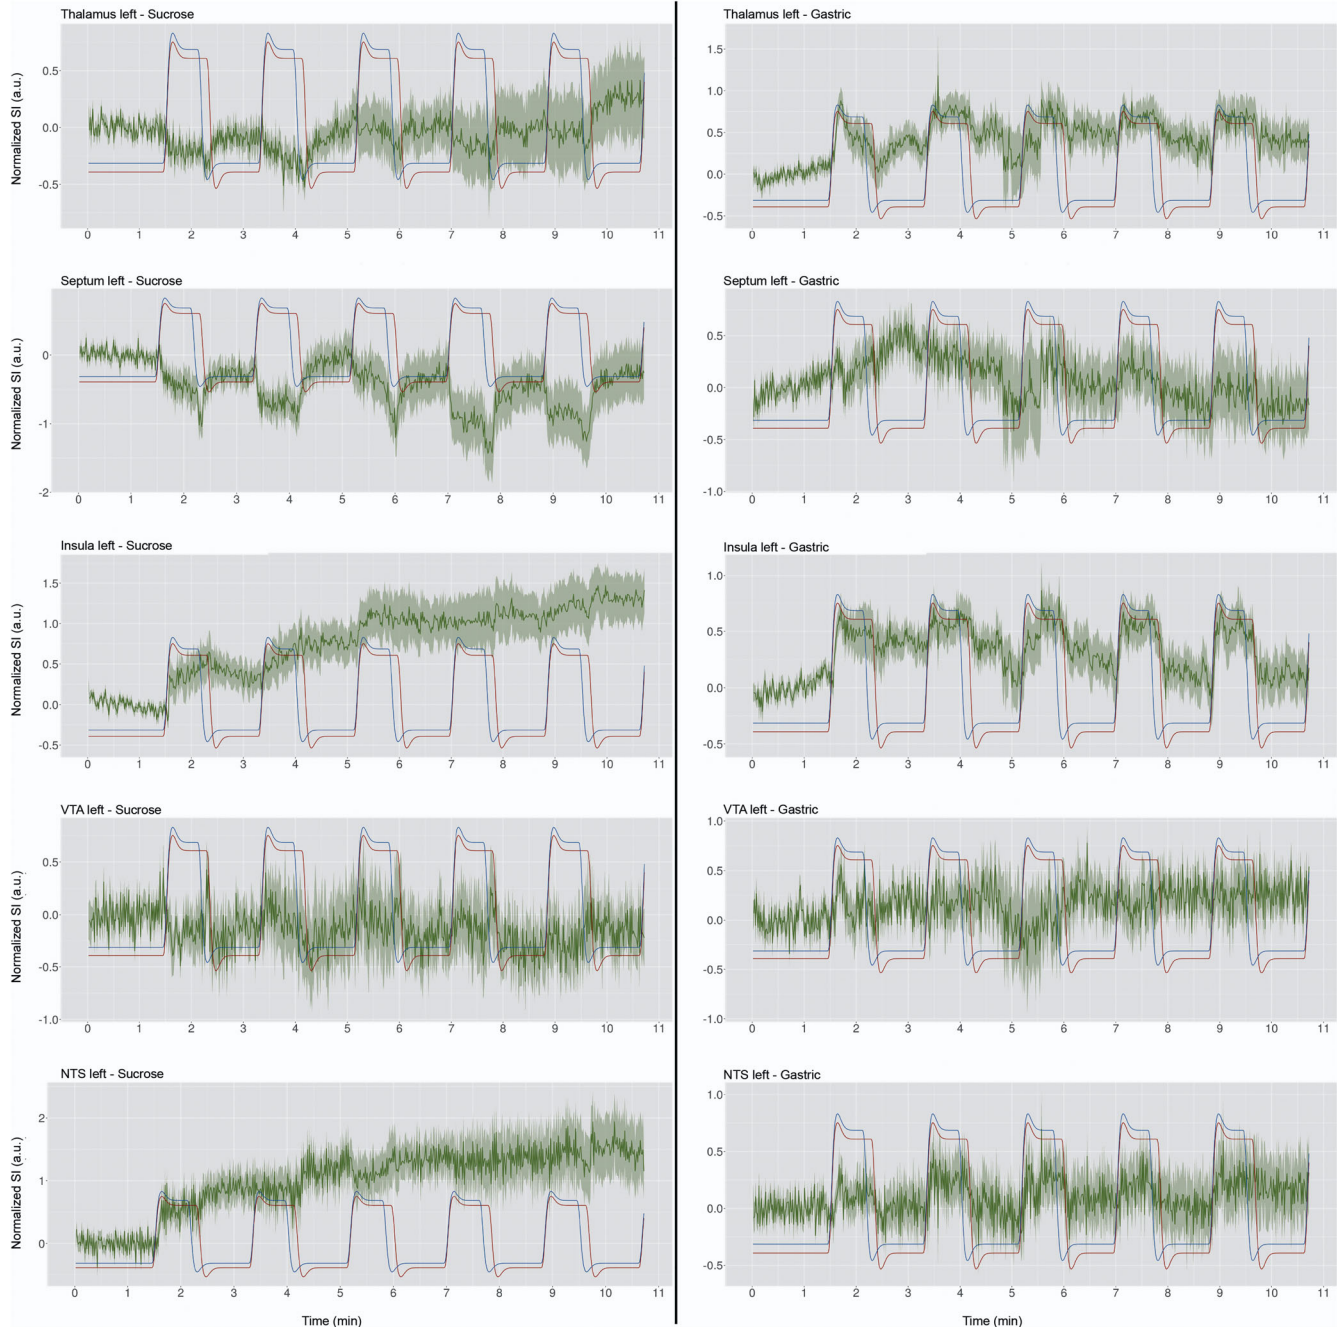 Thalamus left - Sucrose
Normalized SI (a.u.)
0.5
0.0
-0.5
0 1 2 3 4 5 6 7 8 9 10 11
Septum left - Sucrose
Normalized SI (a.u.)
0
-1
-2
0 1 2 3 4 5 6 7 8 9 10 11
Insula left - Sucrose
Normalized SI (a.u.)
1.5
1.0
0.5
0.0
-0.5
0 1 2 3 4 5 6 7 8 9 10 11
VTA left - Sucrose
Normalized SI (a.u.)
0.5
0.0
-0.5
-1.0
0 1 2 3 4 5 6 7 8 9 10 11
NTS left - Sucrose
Normalized SI (a.u.)
2
1
0
0 1 2 3 4 5 6 7 8 9 10 11
Time (min)
Thalamus left - Gastric
1.5
1.0
0.5
0.0
-0.5
0 1 2 3 4 5 6 7 8 9 10 11
Septum left - Gastric
0.5
0.0
-0.5
-1.0
0 1 2 3 4 5 6 7 8 9 10 11
Insula left - Gastric
1.0
0.5
0.0
-0.5
0 1 2 3 4 5 6 7 8 9 10 11
VTA left - Gastric
1.0
0.5
0.0
-0.5
-1.0
0 1 2 3 4 5 6 7 8 9 10 11
NTS left - Gastric
1.0
0.5
0.0
-0.5
0 1 2 3 4 5 6 7 8 9 10 11
Time (min)